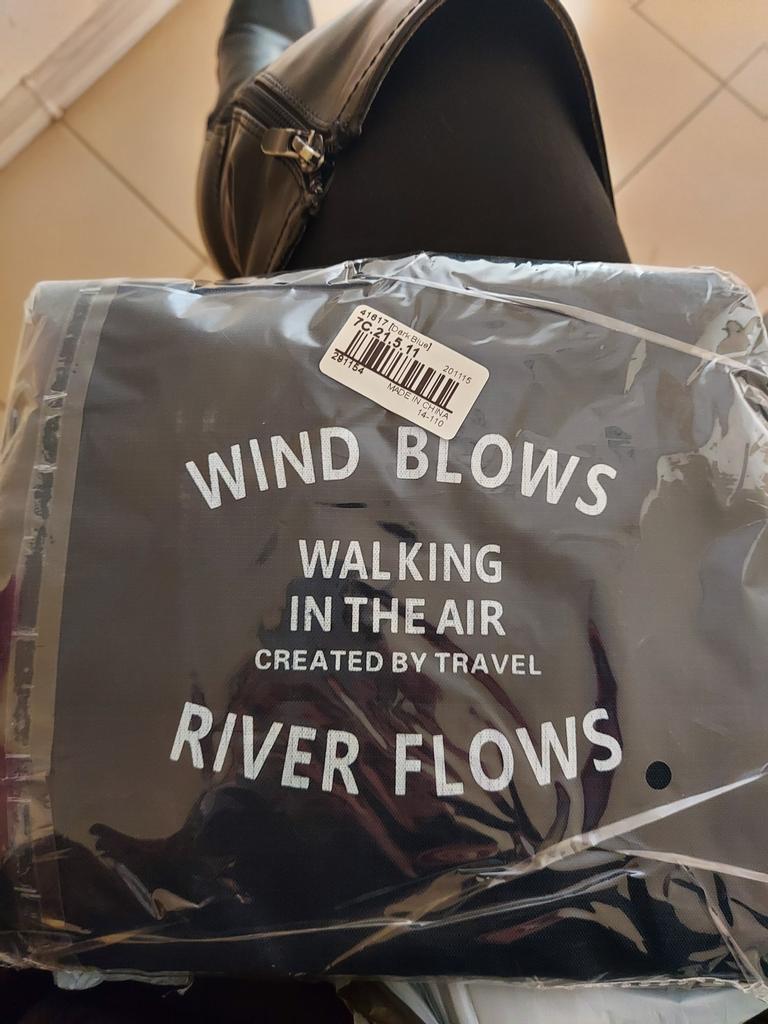 41617 [Dark Blue]
7C.21.5.11
201115
281154
MADE IN CHINA
14-110
WIND BLOWS
WALKING
IN THE AIR
CREATED BY TRAVEL
RIVER FLOWS